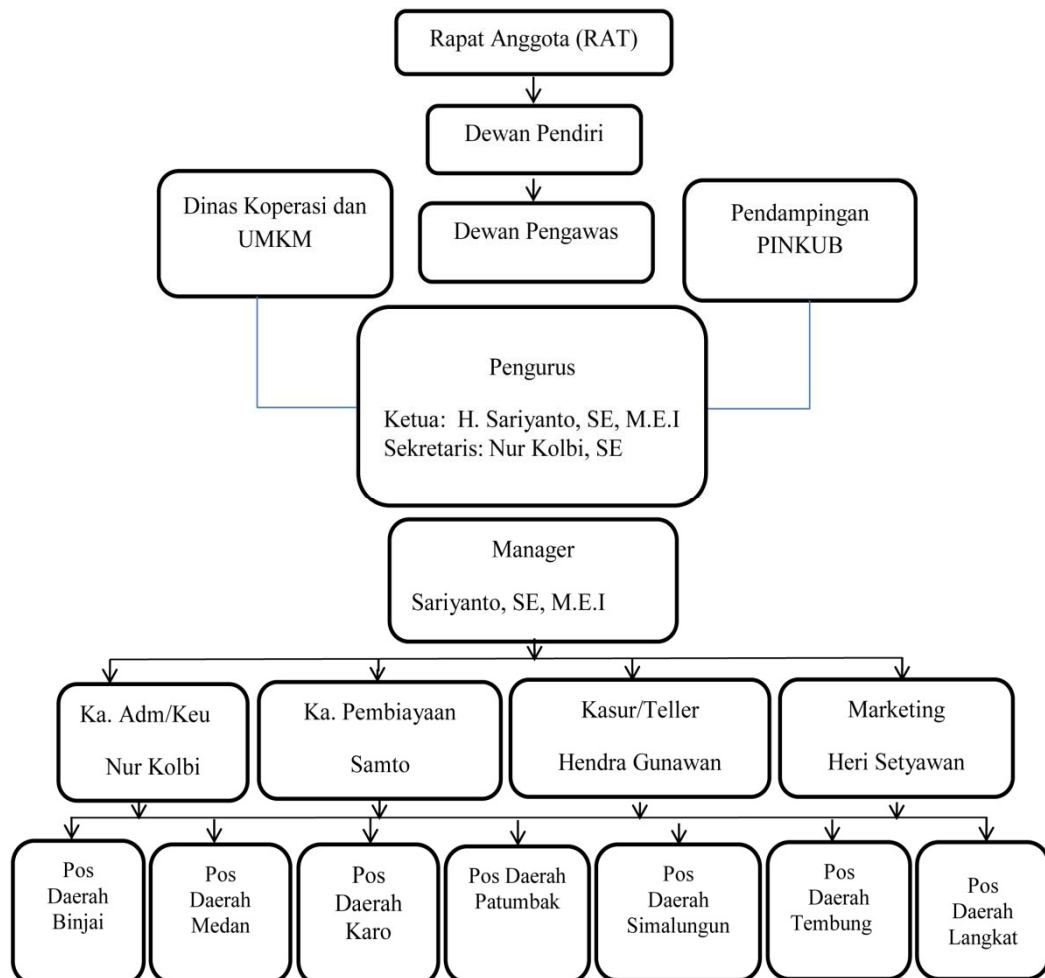 Rapat Anggota (RAT)
Dewan Pendiri
Dinas Koperasi dan
UMKM
Dewan Pengawas
Pendampingan
PINKUB
Pengurus
Ketua: H. Sariyanto, SE, M.E.I
Sekretaris: Nur Kolbi, SE
Manager
Sariyanto, SE, M.E.I
Ka. Adm/Keu
Nur Kolbi
Ka. Pembiayaan
Samto
Kasur/Teller
Hendra Gunawan
Marketing
Heri Setyawan
Pos
Daerah
Binjai
Pos
Daerah
Medan
Pos
Daerah
Karo
Pos Daerah
Patumbak
Pos
Daerah
Simalungun
Pos
Daerah
Tembung
Pos
Daerah
Langkat